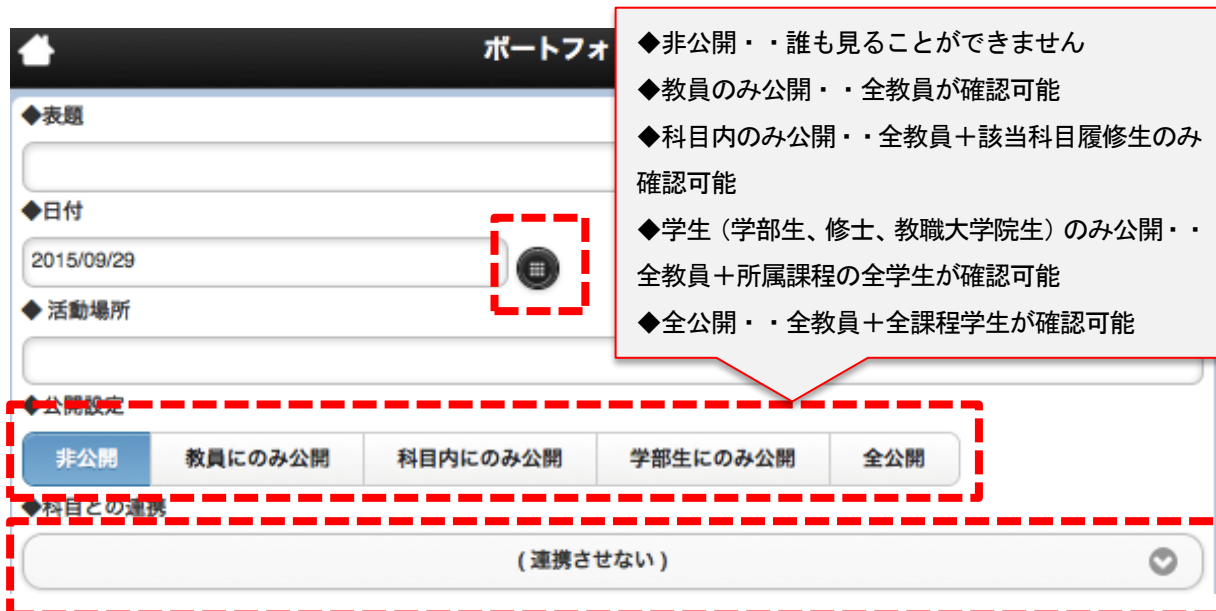 ポートフォ
◆非公開・・誰も見ることができません
◆教員のみ公開・・全教員が確認可能
◆科目内のみ公開・・全教員＋該当科目履修生のみ
確認可能
◆学生（学部生、修士、教職大学院生）のみ公開・・
全教員＋所属課程の全学生が確認可能
◆全公開・・全教員＋全課程学生が確認可能
◆表題
◆日付
2015/09/29
◆ 活動場所
◆公開設定
非公開 教員にのみ公開 科目内にのみ公開 学部生にのみ公開 全公開
◆科目との連携
( 連携させない )